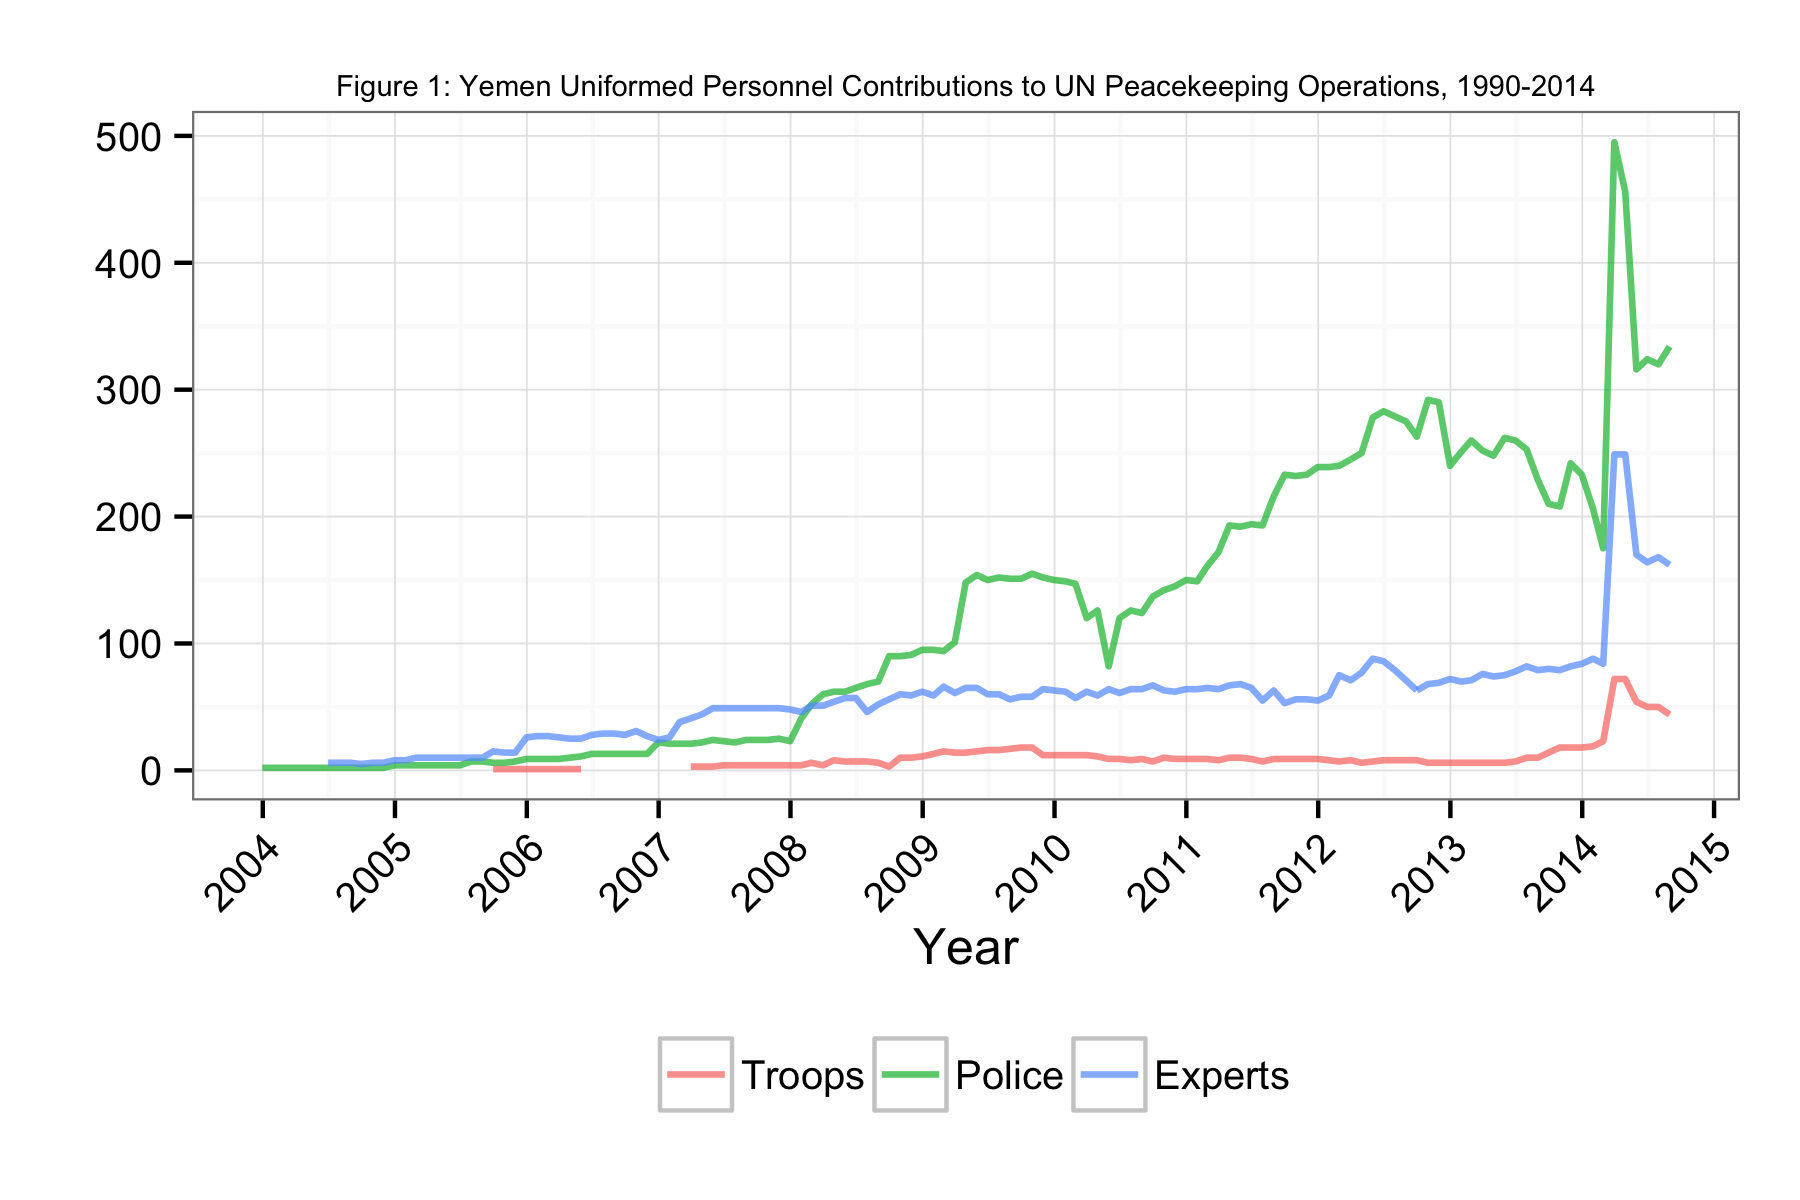 Figure 1: Yemen Uniformed Personnel Contributions to UN Peacekeeping Operations, 1990-2014
500
400
300
200
100
0
2004 2005 2006 2007 2008 2009 2010 2011 2012 2013 2014 2015
Year
Troops Police Experts